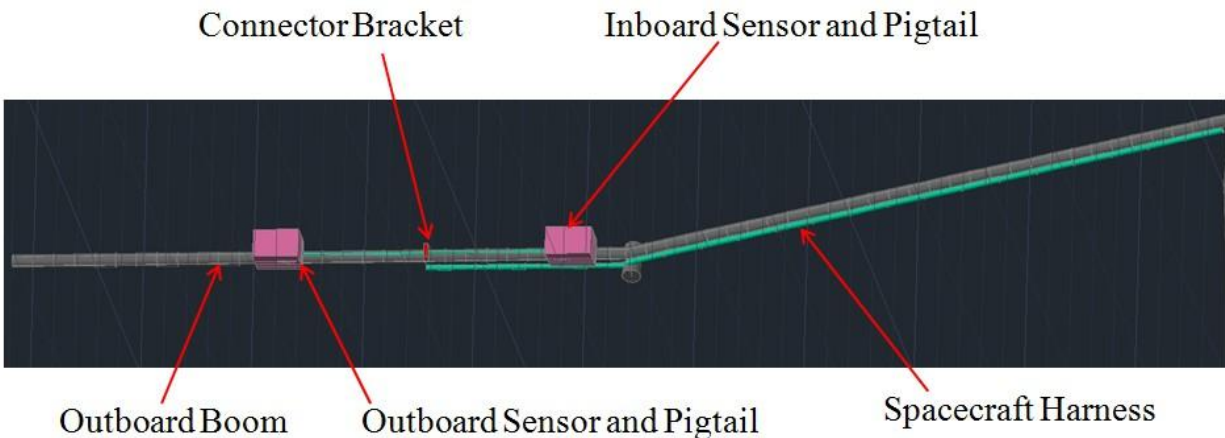 Connector Bracket
Inboard Sensor and Pigtail
Outboard Boom
Outboard Sensor and Pigtail
Spacecraft Harness